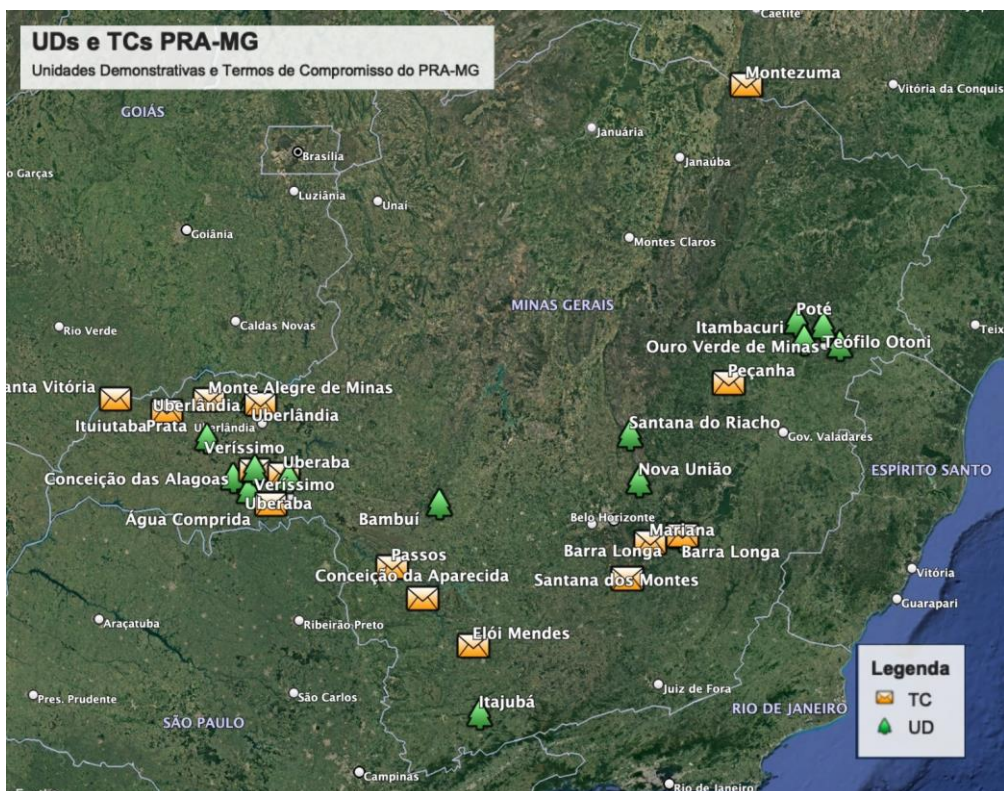 Caetité
UDs e TCs PRA-MG
Unidades Demonstrativas e Termos de Compromisso do PRA-MG
Montezuma
Vitória da Conquis
GOIÁS
Januária
Brasília
Janaúba
o Garças
Luziânia
Unaí
Goiânia
Montes Claros
MINAS GERAIS
Poté
Rio Verde
Caldas Novas
Itambacuri
Teix
Ouro Verde de Minas
Teófilo Otoni
Peçanha
anta Vitória
Monte Alegre de Minas
Uberlândia
Uberlândia
Ituiutaba
Prata
Uberlândia
Santana do Riacho
Gov. Valadares
Veríssimo
Uberaba
Nova União
ESPÍRITO SANTO
Conceição das Alagoas
Veríssimo
Uberaba
Água Comprida
Bambuí
Belo Horizonte
Mariana
Barra Longa
Barra Longa
Passos
Conceição da Aparecida
Santana dos Montes
Vitória
Guarapari
Araçatuba
Ribeirão Preto
Elói Mendes
Legenda
TC
UD
Pres. Prudente
São Carlos
Itajubá
Juiz de Fora
RIO DE JANEIRO
SÃO PAULO
Campinas
Rio de Janeiro